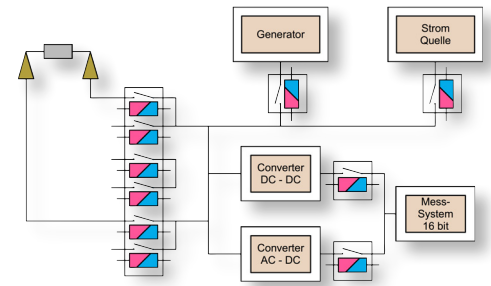 Generator
Strom
Quelle
Converter
DC - DC
Mess-
System
16 bit
Converter
AC - DC